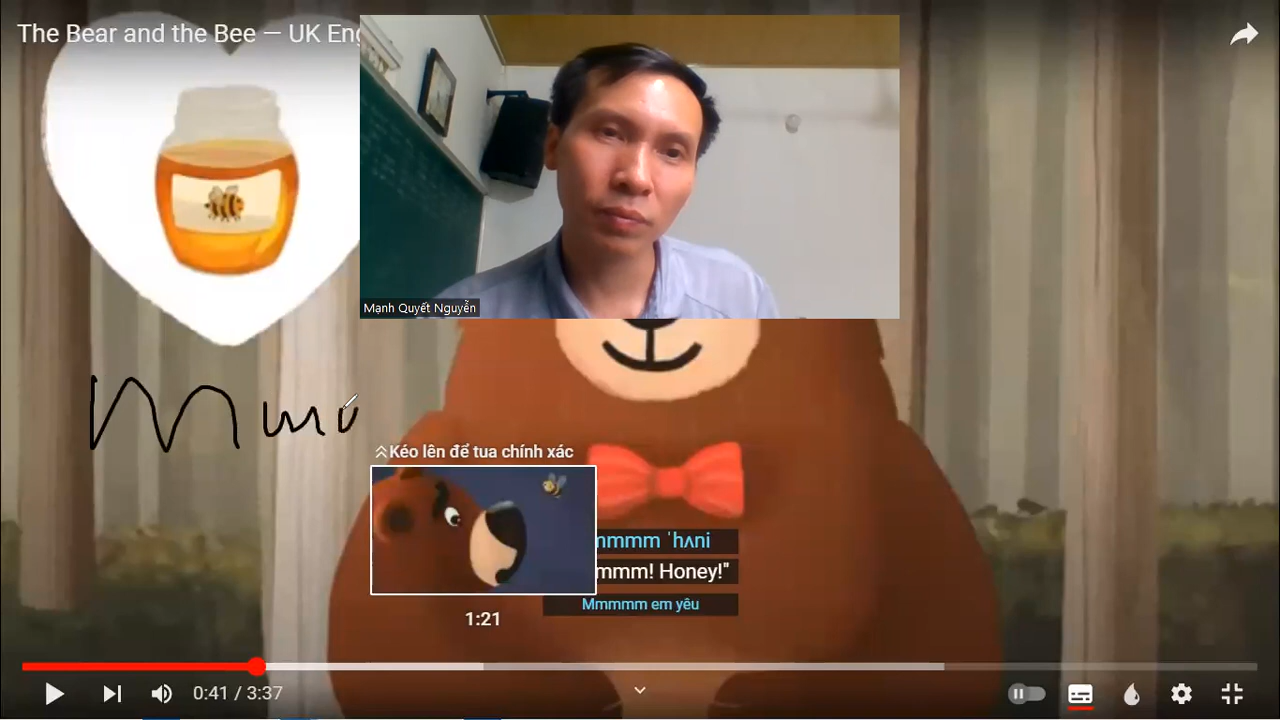 The Bear and the Bee — UK Eng
Mạnh Quyết Nguyễn
Kéo lên để tua chính xác
mmmm ˈhʌni
mmm! Honey!"
Mmmmm em yêu
1:21
0:41 / 3:37